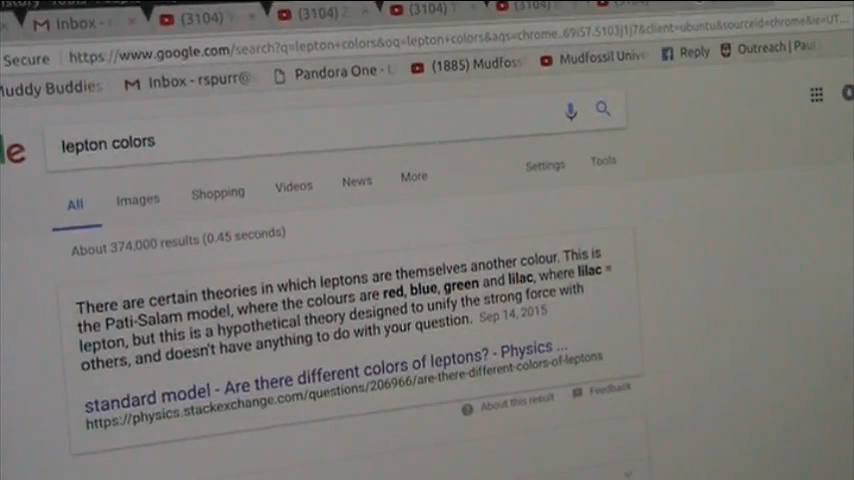 Inbox -
(3104)
(3104)
(3104)
Secure https://www.google.com/search?q=lepton+colors&oq=lepton+colors&aqs=chrome..69i57.5103j1j7&client=ubuntu&sourceid=chrome&ie=UT...
Muddy Buddies
Inbox - rspurr@
Pandora One - L
(1885) Mudfoss
Mudfossil Unive
Reply
Outreach | Paul
le
lepton colors
All Images Shopping Videos News More Settings Tools
About 374,000 results (0.45 seconds)
There are certain theories in which leptons are themselves another colour. This is
the Pati-Salam model, where the colours are red, blue, green and lilac, where lilac =
lepton, but this is a hypothetical theory designed to unify the strong force with
others, and doesn't have anything to do with your question. Sep 14, 2015
standard model - Are there different colors of leptons? - Physics ...
https://physics.stackexchange.com/questions/206966/are-there-different-colors-of-leptons
About this result Feedback